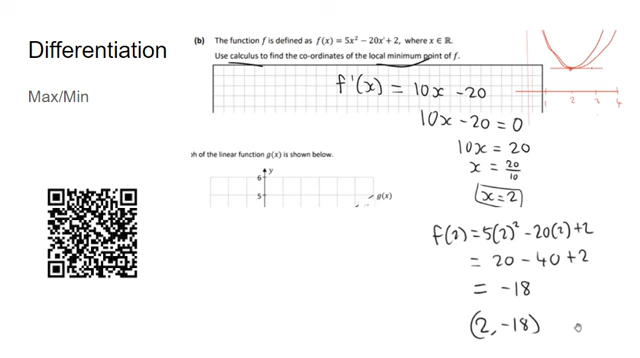 Differentiation
Max/Min
(b) The function f is defined as f(x) = 5x² − 20x + 2, where x ∈ ℝ.
Use calculus to find the co-ordinates of the local minimum point of f.
f'(x) = 10x - 20
10x - 20 = 0
10x = 20
x = 20/10
x = 2
f(2) = 5(2)² - 20(2) + 2
= 20 - 40 + 2
= -18
(2, -18)
1 2 3 4
ph of the linear function g(x) is shown below.
y
6
5
g(x)